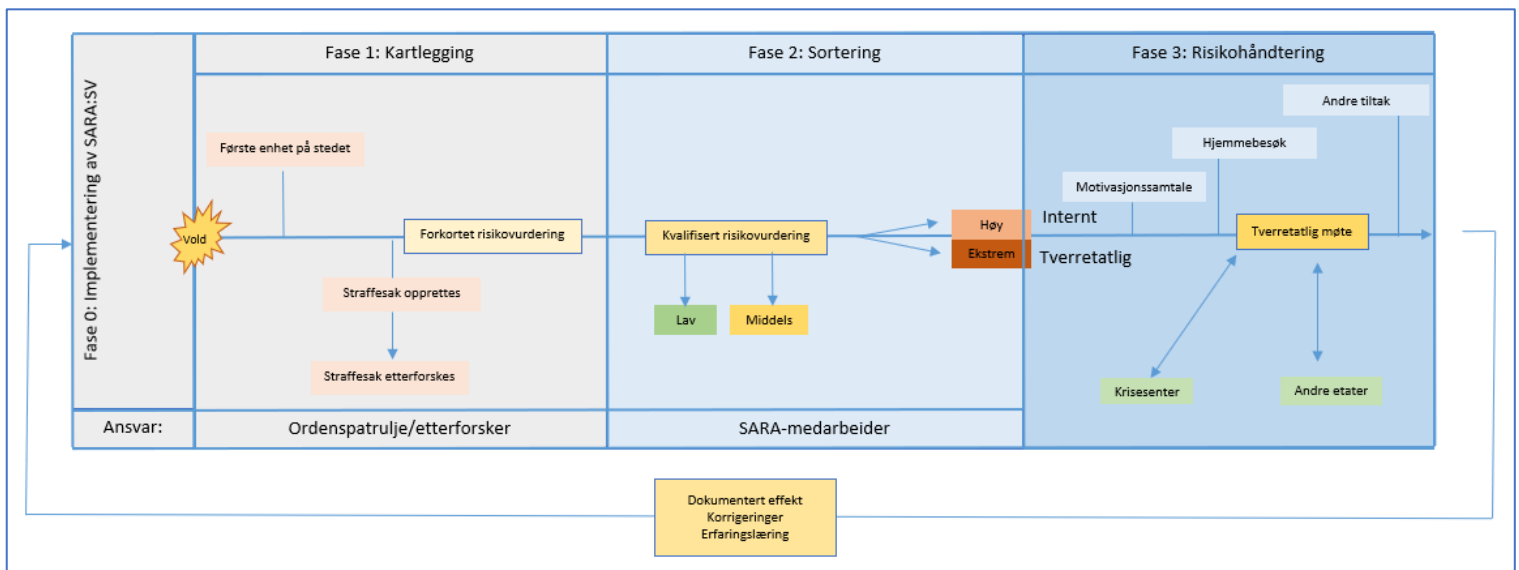 Fase 0: Implementering av SARA:SV
Fase 1: Kartlegging
Fase 2: Sortering
Fase 3: Risikohåndtering
Vold
Første enhet på stedet
Forkortet risikovurdering
Straffesak opprettes
Straffesak etterforskes
Kvalifisert risikovurdering
Lav
Middels
Høy
Ekstrem
Internt
Tverretatlig
Motivasjonssamtale
Hjemmebesøk
Andre tiltak
Tverretatlig møte
Krisesenter
Andre etater
Ansvar:
Ordenspatrulje/etterforsker
SARA-medarbeider
Dokumentert effekt
Korrigeringer
Erfaringslæring